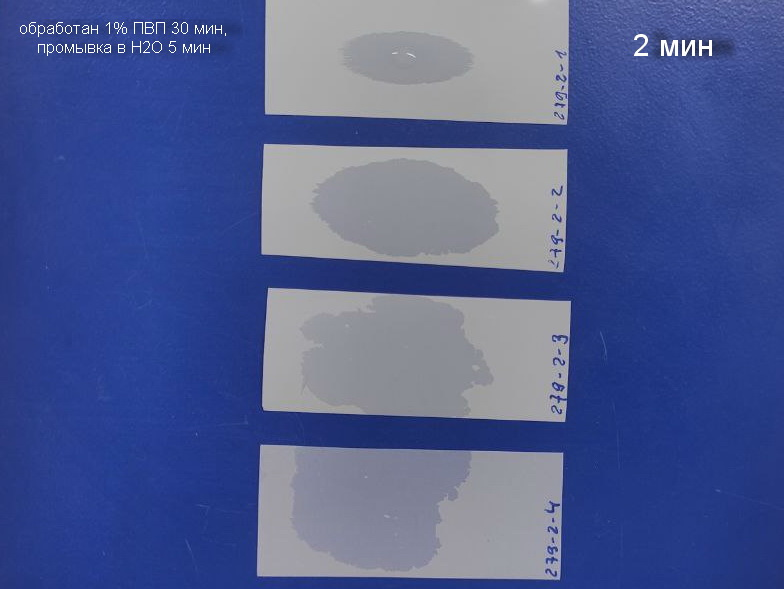 обработан 1% ПВП 30 мин,
промывка в H2O 5 мин
2 мин
279-2-1
279-2-2
279-2-3
279-2-4